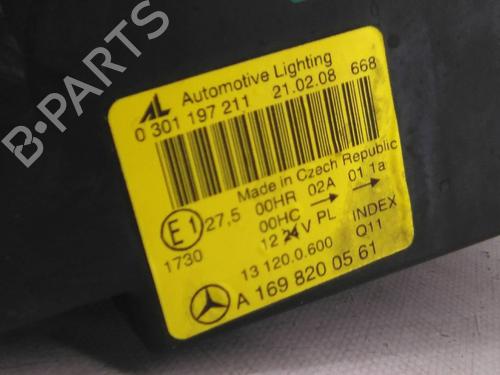 B-PARTS
AL Automotive Lighting
0 301 197 211 21.02.08 668
Made in Czech Republic
E1 27,5 00HR 02A 01 1a
00HC → →
1730 12 24V PL INDEX
13 120.0.600 Q11
A 169 820 05 61